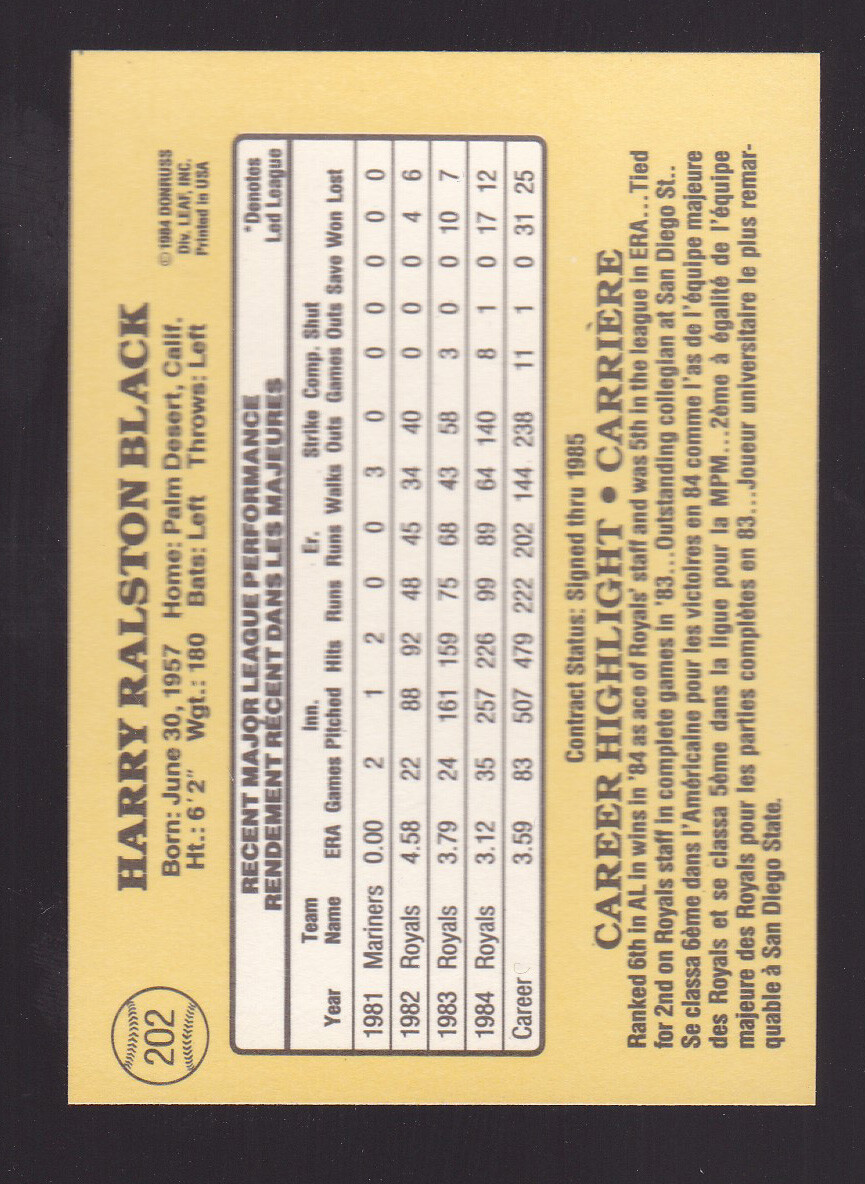 202
HARRY RALSTON BLACK
Born: June 30, 1957 Home: Palm Desert, Calif.
Ht.: 6'2" Wgt.: 180 Bats: Left Throws: Left
© 1984 DONRUSS
Div. LEAF, INC.
Printed in USA
RECENT MAJOR LEAGUE PERFORMANCE
RENDEMENT RÉCENT DANS LES MAJEURES
*Denotes
Led League
Team Inn. Er. Strike Comp. Shut
Year Name ERA Games Pitched Hits Runs Runs Walks Outs Games Outs Save Won Lost
1981 Mariners 0.00 2 1 2 0 0 3 0 0 0 0 0 0
1982 Royals 4.58 22 88 92 48 45 34 40 0 0 0 4 6
1983 Royals 3.79 24 161 159 75 68 43 58 3 0 0 10 7
1984 Royals 3.12 35 257 226 99 89 64 140 8 1 0 17 12
Career 3.59 83 507 479 222 202 144 238 11 1 0 31 25
Contract Status: Signed thru 1985
CAREER HIGHLIGHT • CARRIÈRE
Ranked 6th in AL in wins in '84 as ace of Royals' staff and was 5th in the league in ERA...Tied
for 2nd on Royals staff in complete games in '83...Outstanding collegian at San Diego St..
Se classa 6ème dans l'Américaine pour les victoires en 84 comme l'as de l'équipe majeure
des Royals et se classa 5ème dans la ligue pour la MPM...2ème à égalité de l'équipe
majeure des Royals pour les parties complètes en 83...Joueur universitaire le plus remar-
quable à San Diego State.